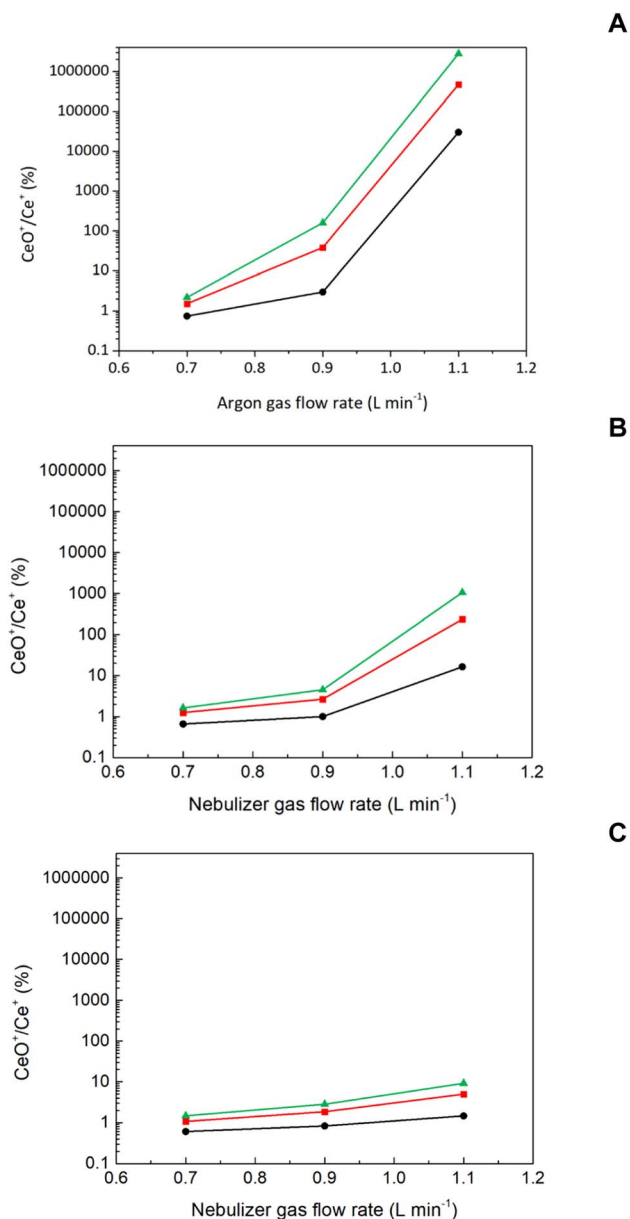 A
1000000
100000
10000
1000
100
10
1
0.1
CeO⁺/Ce⁺ (%)
0.6 0.7 0.8 0.9 1.0 1.1 1.2
Argon gas flow rate (L min⁻¹)
B
1000000
100000
10000
1000
100
10
1
0.1
CeO⁺/Ce⁺ (%)
0.6 0.7 0.8 0.9 1.0 1.1 1.2
Nebulizer gas flow rate (L min⁻¹)
C
1000000
100000
10000
1000
100
10
1
0.1
CeO⁺/Ce⁺ (%)
0.6 0.7 0.8 0.9 1.0 1.1 1.2
Nebulizer gas flow rate (L min⁻¹)